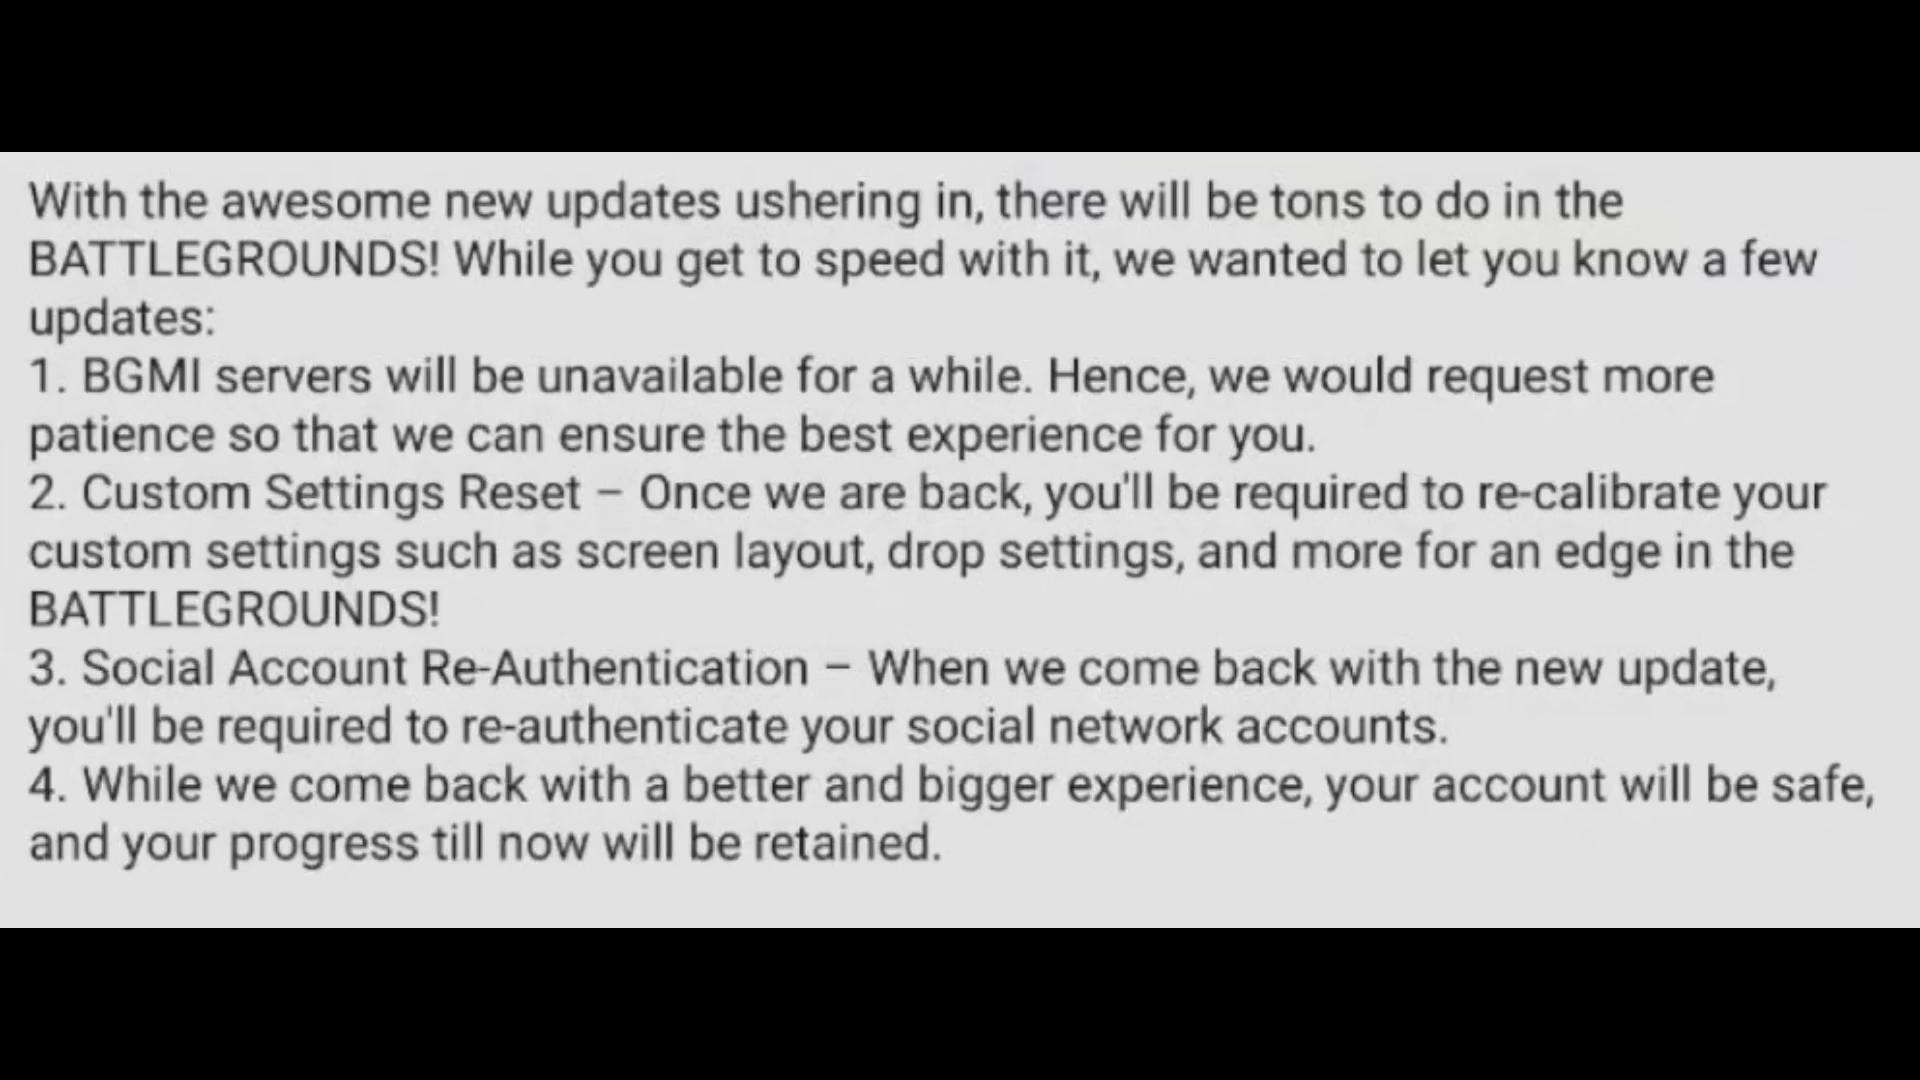 With the awesome new updates ushering in, there will be tons to do in the
BATTLEGROUNDS! While you get to speed with it, we wanted to let you know a few
updates:
1. BGMI servers will be unavailable for a while. Hence, we would request more
patience so that we can ensure the best experience for you.
2. Custom Settings Reset – Once we are back, you'll be required to re-calibrate your
custom settings such as screen layout, drop settings, and more for an edge in the
BATTLEGROUNDS!
3. Social Account Re-Authentication – When we come back with the new update,
you'll be required to re-authenticate your social network accounts.
4. While we come back with a better and bigger experience, your account will be safe,
and your progress till now will be retained.